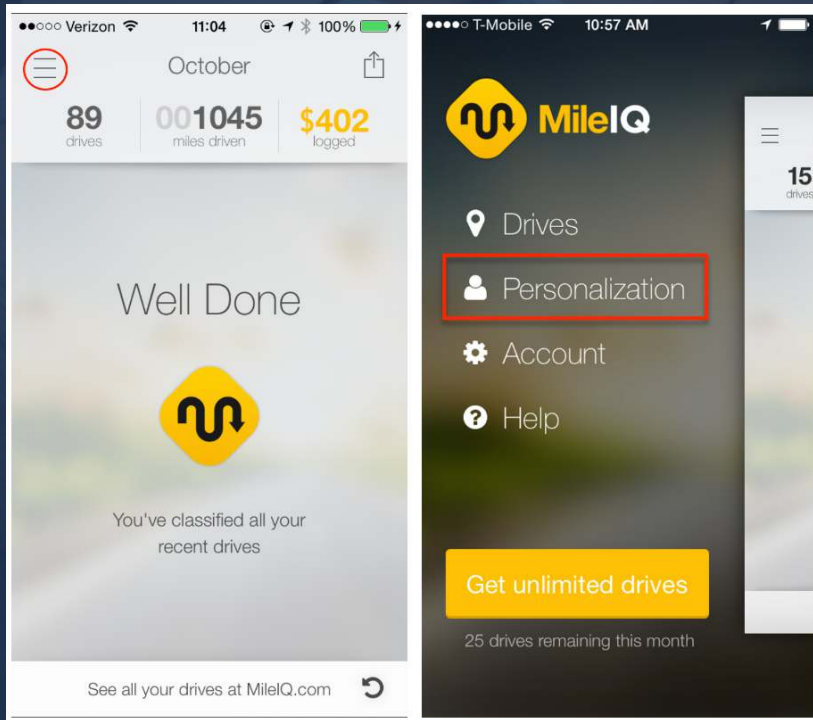 Verizon 11:04 100%
October
89 001045 $402
drives miles driven logged
Well Done
You've classified all your
recent drives
See all your drives at MileIQ.com
T-Mobile 10:57 AM
MileIQ
Drives
Personalization
Account
Help
Get unlimited drives
25 drives remaining this month
15
drives